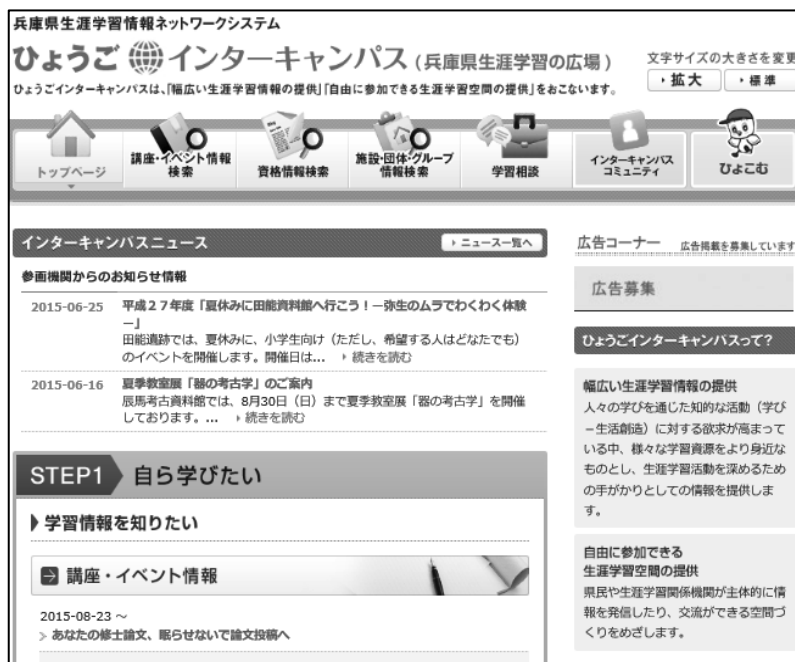 兵庫県生涯学習情報ネットワークシステム
ひょうごインターキャンパス(兵庫県生涯学習の広場)
ひょうごインターキャンパスは、「幅広い生涯学習情報の提供」「自由に参加できる生涯学習空間の提供」をおこないます。
文字サイズの大きさを変更
拡大
標準
トップページ
講座・イベント情報
検索
資格情報検索
施設・団体・グループ
情報検索
学習相談
インターキャンパス
コミュニティ
ひょこむ
インターキャンパスニュース
ニュース一覧へ
参画機関からのお知らせ情報
2015-06-25 平成27年度「夏休みに田能資料館へ行こう!-弥生のムラでわくわく体験
-」
田能遺跡では、夏休みに、小学生向け(ただし、希望する人はどなたでも)
のイベントを開催します。開催日は... 続きを読む
2015-06-16 夏季教室展「器の考古学」のご案内
辰馬考古資料館では、8月30日(日)まで夏季教室展「器の考古学」を開催
しております。... 続きを読む
STEP1 自ら学びたい
学習情報を知りたい
講座・イベント情報
2015-08-23 ~
あなたの修士論文、眠らせないで論文投稿へ
広告コーナー 広告掲載を募集しています
広告募集
ひょうごインターキャンパスって?
幅広い生涯学習情報の提供
人々の学びを通じた知的な活動(学び
-生活創造)に対する欲求が高まって
いる中、様々な学習資源をより身近な
ものとし、生涯学習活動を深めるため
の手がかりとしての情報を提供しま
す。
自由に参加できる
生涯学習空間の提供
県民や生涯学習関係機関が主体的に情
報を発信したり、交流ができる空間づ
くりをめざします。